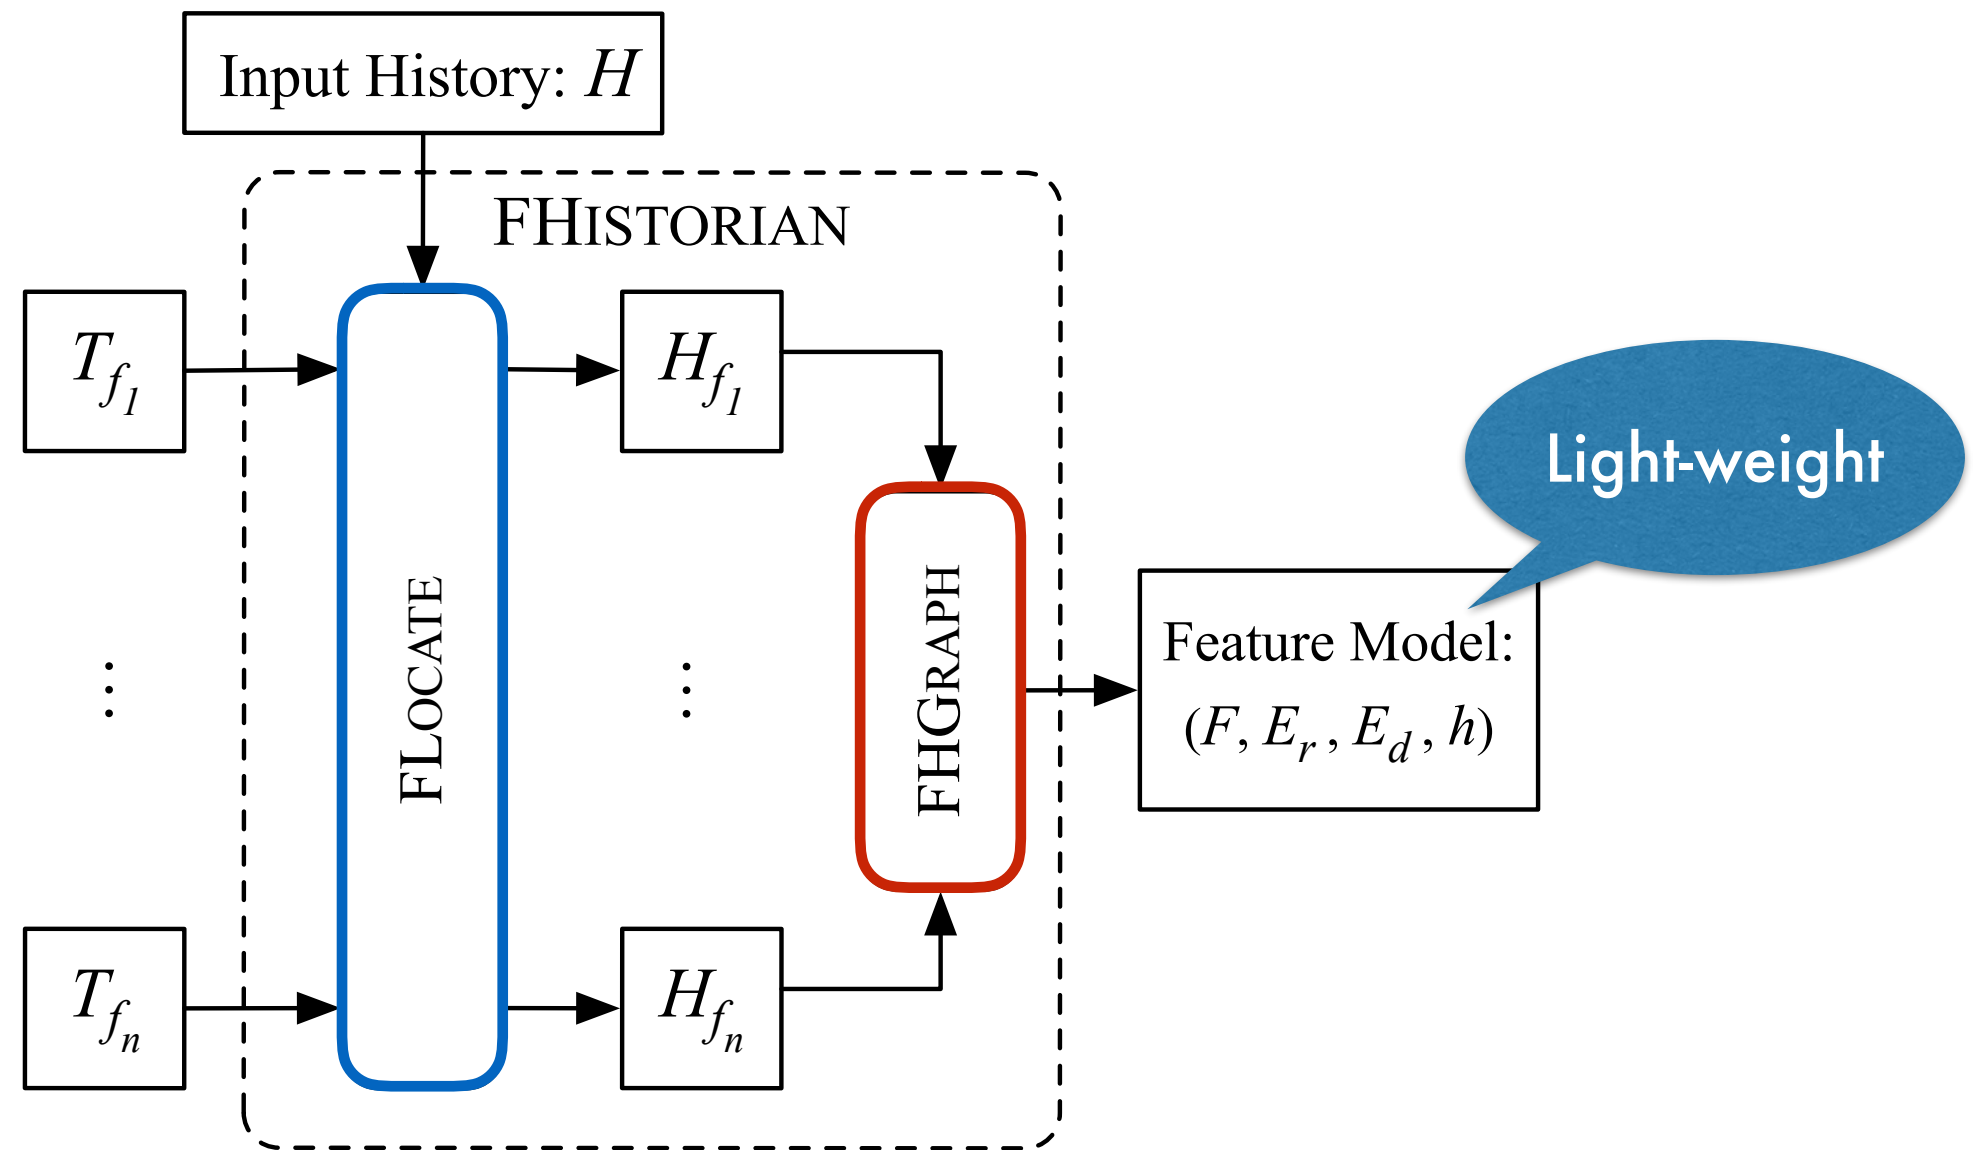 Input History: H
FHISTORIAN
T_{f_1}
H_{f_1}
Light-weight
FLOCATE
⋮
⋮
FHGRAPH
Feature Model:
(F, E_r, E_d, h)
T_{f_n}
H_{f_n}